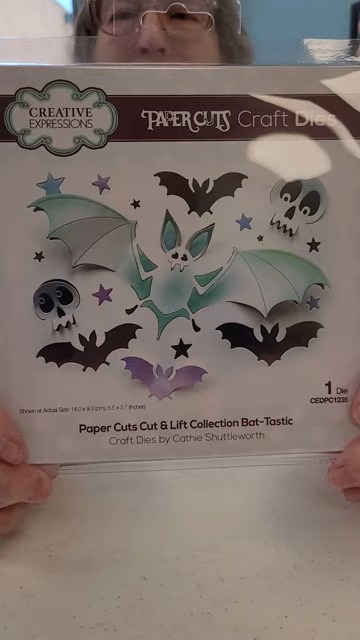 CREATIVE
EXPRESSIONS
PAPER CUTS Craft Dies
Shown at Actual Size: 14.0 x 9.3 (cm), 5.5 x 3.7 (inches)
1 Die
CEDPC1235
Paper Cuts Cut & Lift Collection Bat-Tastic
Craft Dies by Cathie Shuttleworth